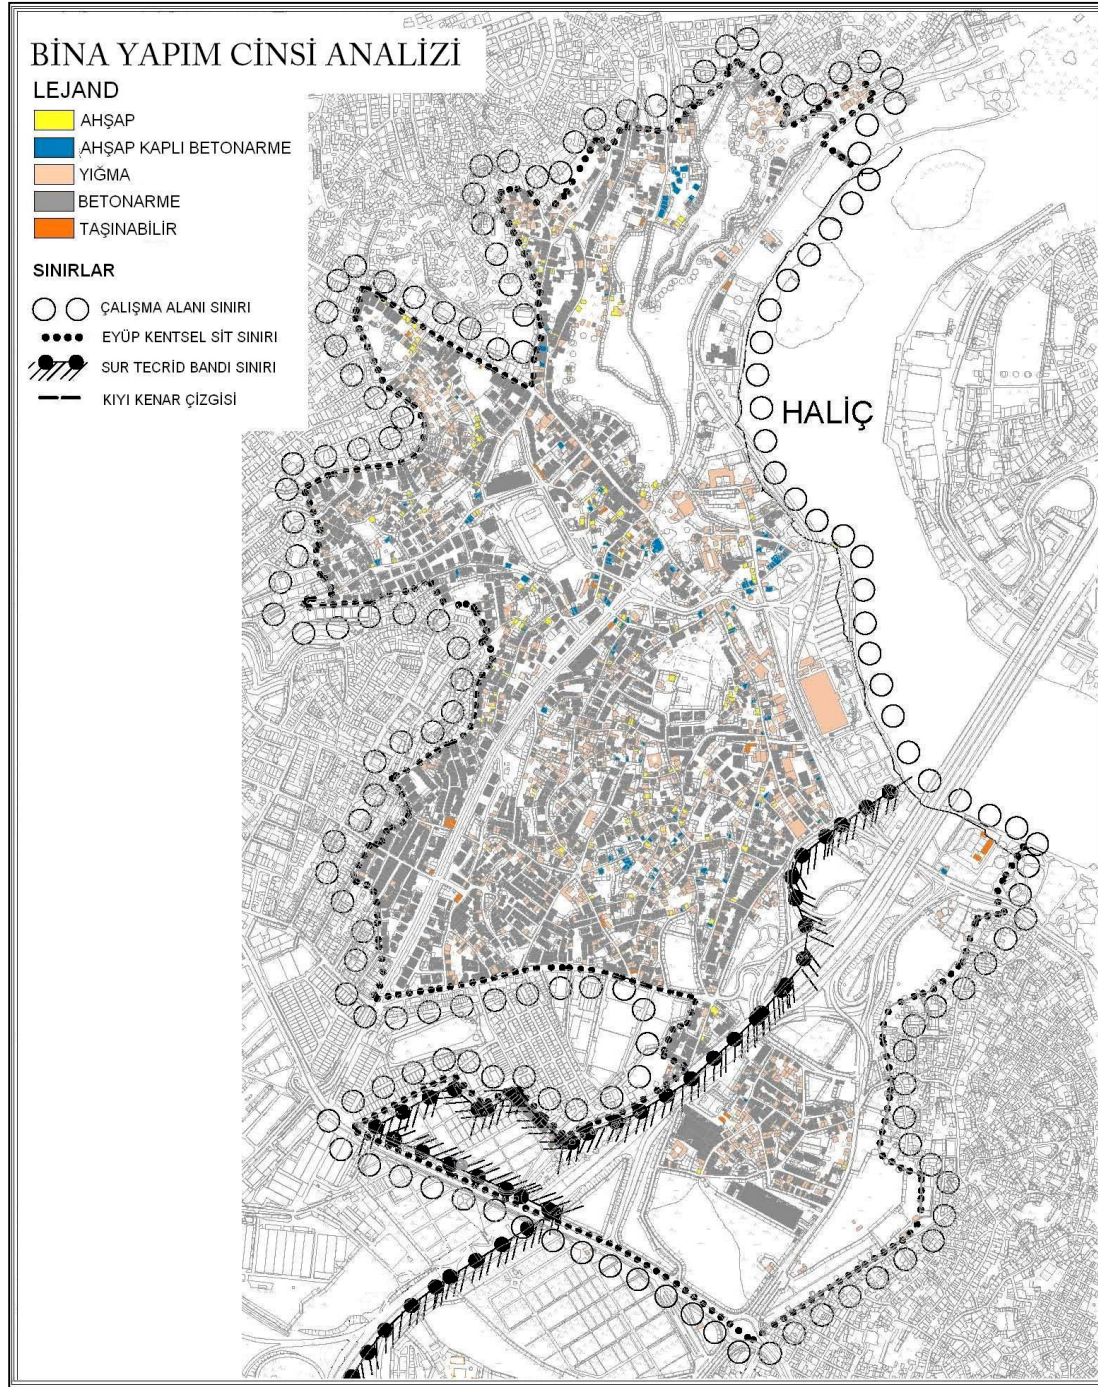 BİNA YAPIM CİNSİ ANALİZİ
LEJAND
AHŞAP
AHŞAP KAPLI BETONARME
YIĞMA
BETONARME
TAŞINABİLİR
SINIRLAR
ÇALIŞMA ALANI SINIRI
EYÜP KENTSEL SİT SINIRI
SUR TECRİD BANDI SINIRI
KIYI KENAR ÇİZGİSİ
HALİÇ